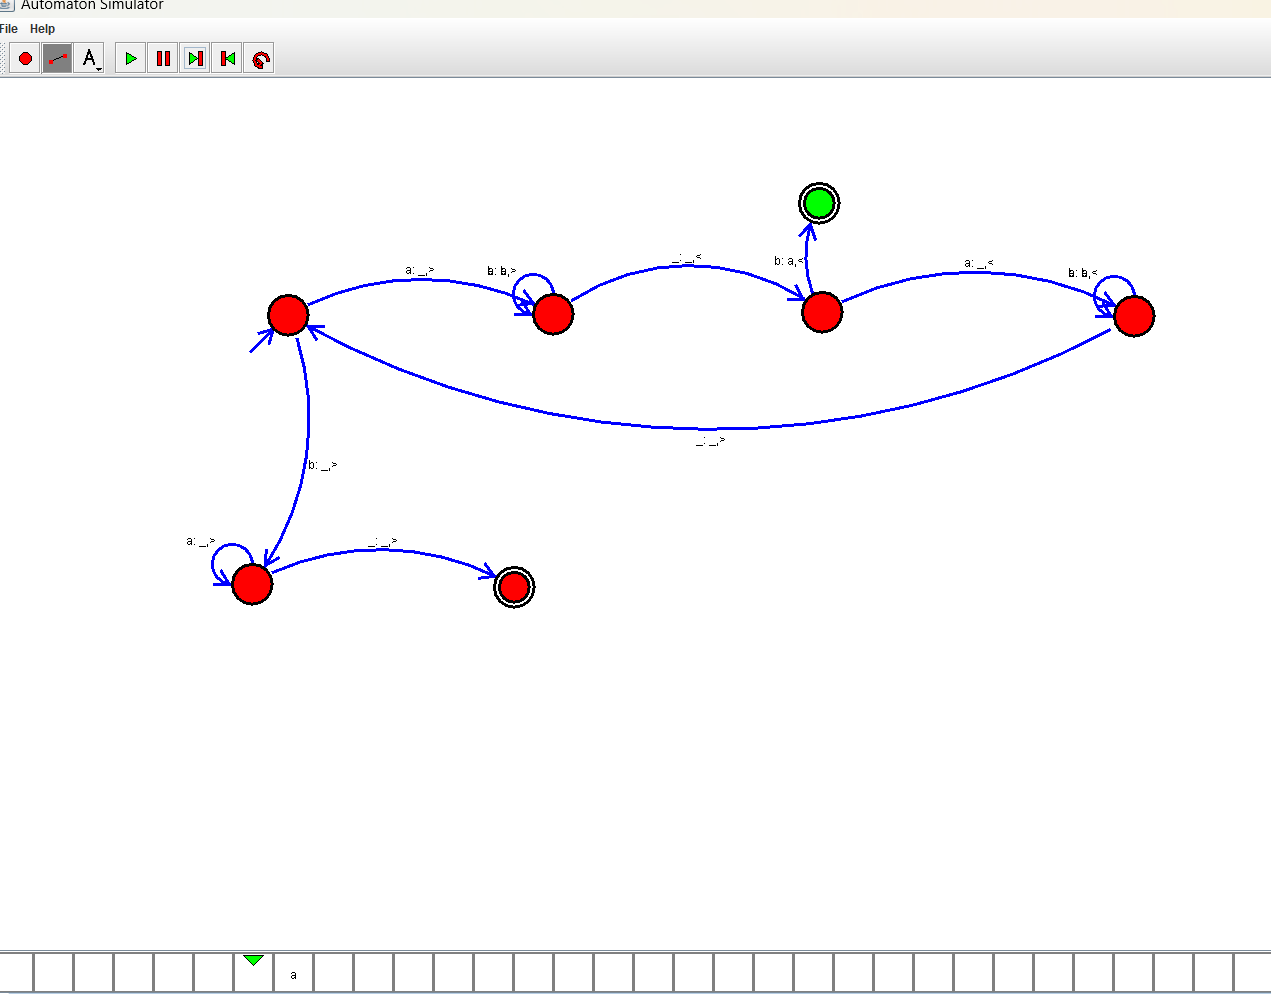 Automaton Simulator
File Help
A
b: a,<
a: _,>
_: _,<
a: _,<
_: _,>
b: _,>
a: _,>
_: _,>
a